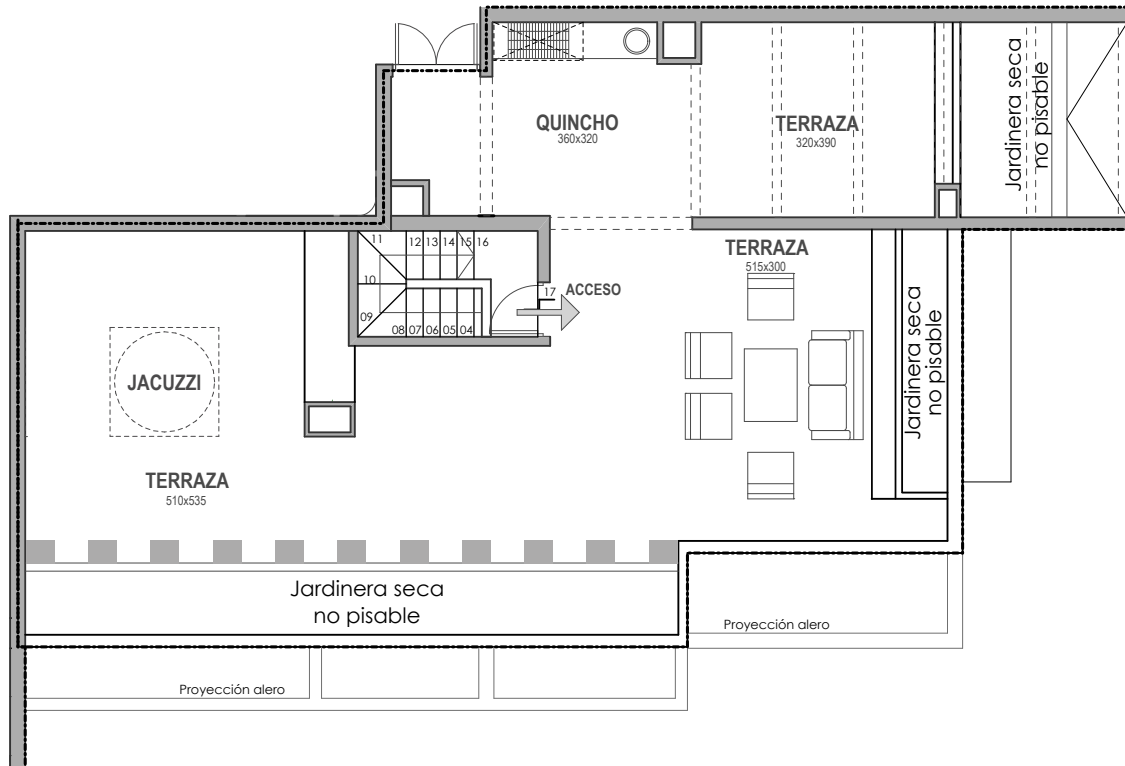 QUINCHO
360x320
TERRAZA
320x390
Jardinera seca
no pisable
TERRAZA
515x300
11
12 13 14 15 16
10
09
08 07 06 05 04
17
ACCESO
Jardinera seca
no pisable
JACUZZI
TERRAZA
510x535
Jardinera seca
no pisable
Proyección alero
Proyección alero